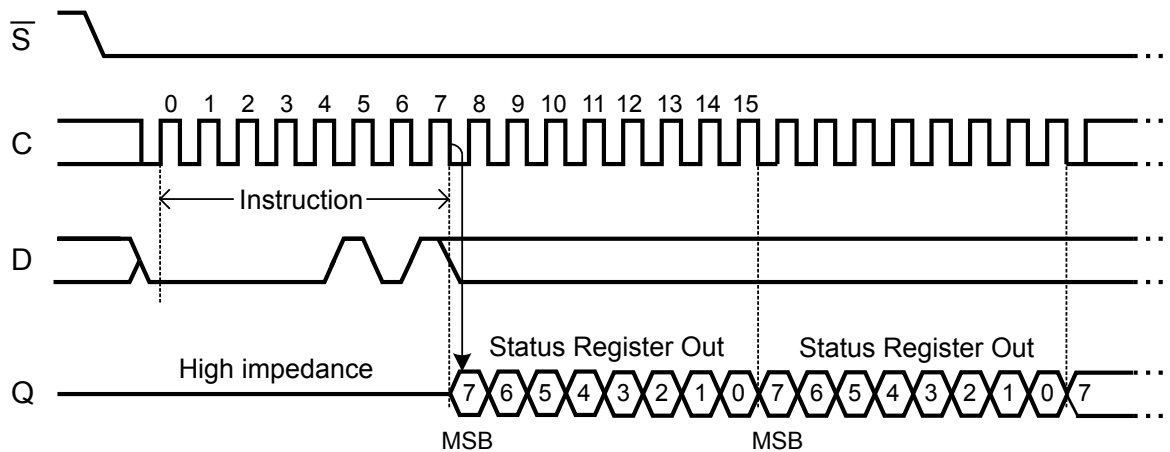 S
0 1 2 3 4 5 6 7 8 9 10 11 12 13 14 15
C
Instruction
D
Status Register Out Status Register Out
High impedance
Q
7 6 5 4 3 2 1 0 7 6 5 4 3 2 1 0 7
MSB MSB